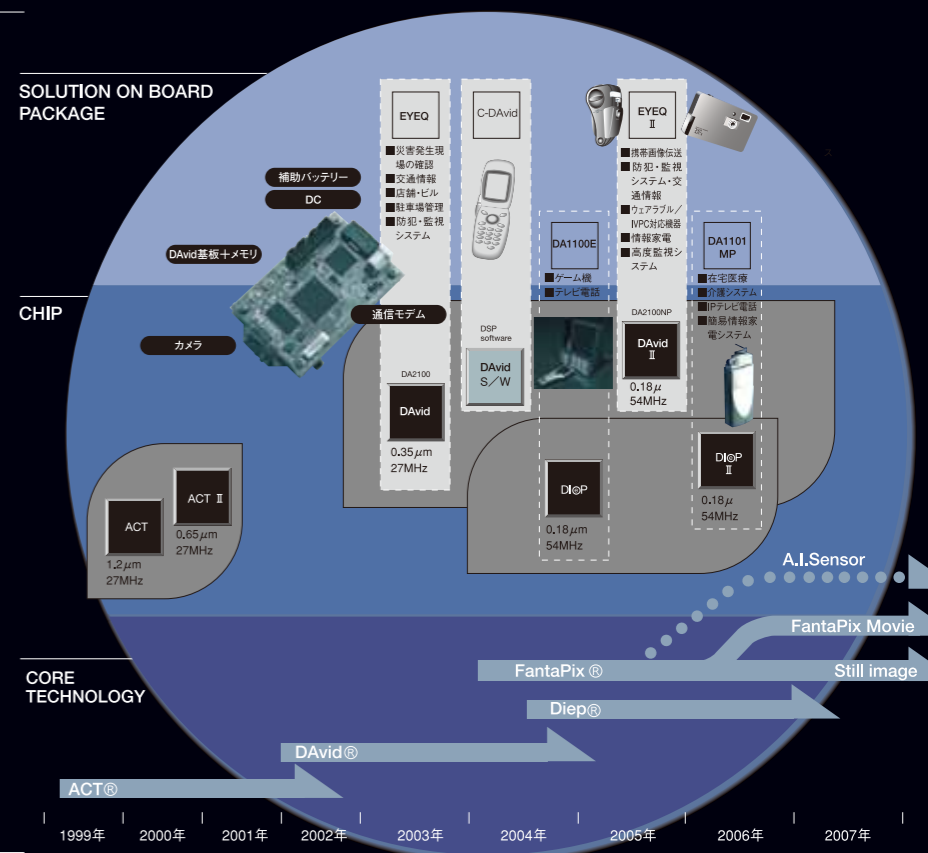 SOLUTION ON BOARD
PACKAGE
EYEQ
■災害発生現
場の確認
■交通情報
■店舗・ビル
■駐車場管理
■防犯・監視
システム
C-DAvid
EYEQ
II
■携帯画像伝送
■防犯・監視
システム・交
通情報
■ウェアラブル／
IVPC対応機器
■情報家電
■高度監視シ
ステム
ス
補助バッテリー
DC
DAvid基板＋メモリ
通信モデム
カメラ
DA1100E
■ゲーム機
■テレビ電話
DA1101
MP
■在宅医療
■介護システム
■IPテレビ電話
■簡易情報家
電システム
CHIP
DA2100
DAvid
0.35μm
27MHz
DSP
software
DAvid
S／W
DA2100NP
DAvid
II
0.18μ
54MHz
DI@P
0.18μm
54MHz
DI@P
II
0.18μ
54MHz
ACT
1.2μm
27MHz
ACT II
0.65μm
27MHz
A.I.Sensor
FantaPix Movie
CORE
TECHNOLOGY
FantaPix ®
Still image
Diep®
DAvid®
ACT®
1999年
2000年
2001年
2002年
2003年
2004年
2005年
2006年
2007年